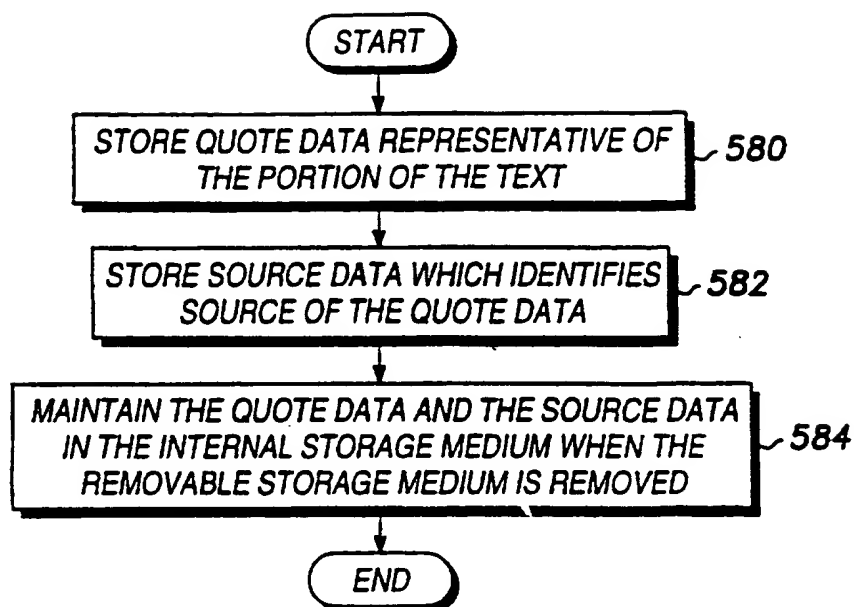 START
STORE QUOTE DATA REPRESENTATIVE OF
THE PORTION OF THE TEXT
580
STORE SOURCE DATA WHICH IDENTIFIES
SOURCE OF THE QUOTE DATA
582
MAINTAIN THE QUOTE DATA AND THE SOURCE DATA
IN THE INTERNAL STORAGE MEDIUM WHEN THE
REMOVABLE STORAGE MEDIUM IS REMOVED
584
END